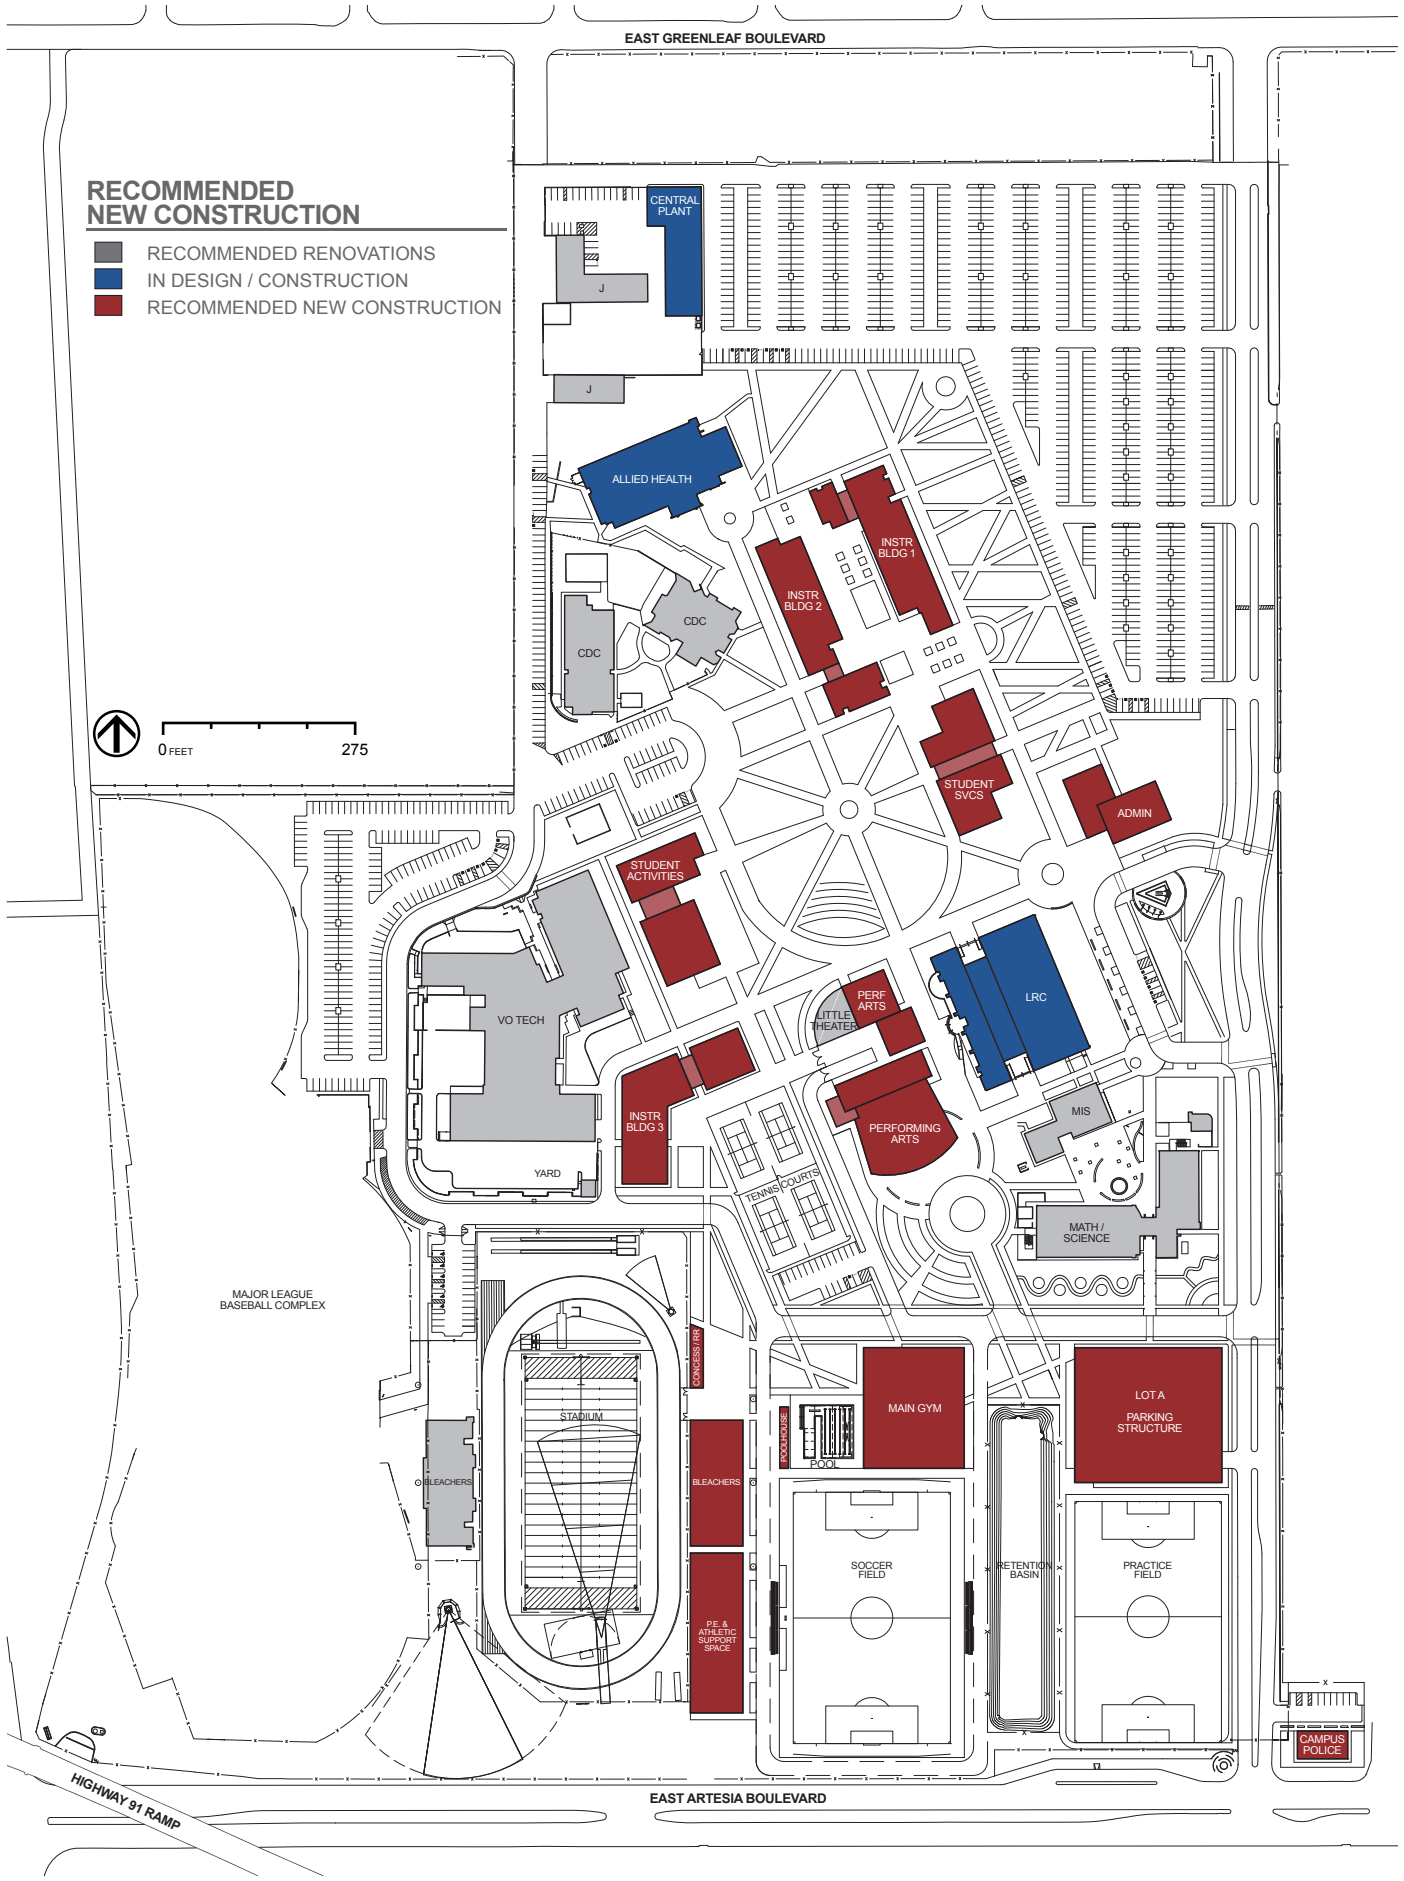 EAST GREENLEAF BOULEVARD
RECOMMENDED
NEW CONSTRUCTION
RECOMMENDED RENOVATIONS
IN DESIGN / CONSTRUCTION
RECOMMENDED NEW CONSTRUCTION
CENTRAL
PLANT
J
J
ALLIED HEALTH
INSTR
BLDG 1
INSTR
BLDG 2
CDC
CDC
0 FEET
275
STUDENT
SVCS
ADMIN
STUDENT
ACTIVITIES
LRC
PERF
ARTS
LITTLE
THEATER
VO TECH
INSTR
BLDG 3
MIS
PERFORMING
ARTS
YARD
TENNIS COURTS
MATH /
SCIENCE
MAJOR LEAGUE
BASEBALL COMPLEX
CONCESS / RR
STADIUM
MAIN GYM
LOT A
PARKING
STRUCTURE
POOLHOUSE
POOL
BLEACHERS
BLEACHERS
SOCCER
FIELD
RETENTION
BASIN
PRACTICE
FIELD
P.E. &
ATHLETIC
SUPPORT
SPACE
CAMPUS
POLICE
HIGHWAY 91 RAMP
EAST ARTESIA BOULEVARD